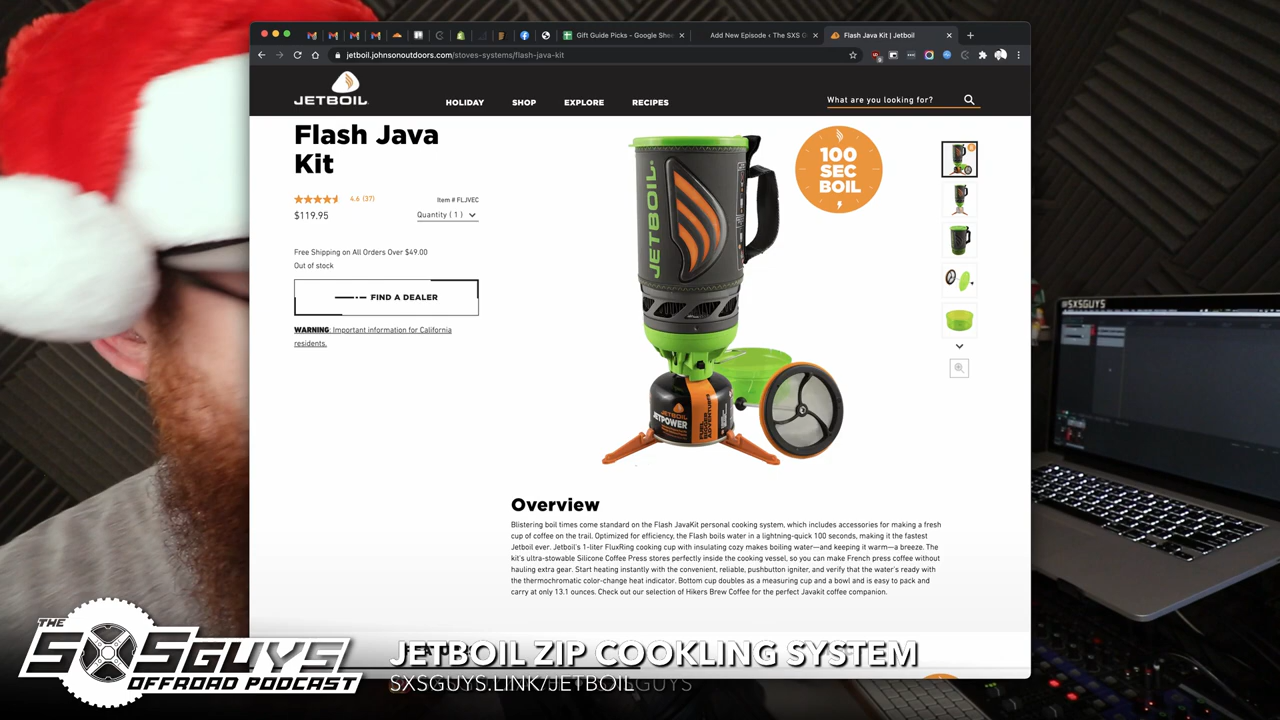 Gift Guide Picks - Google She
Add New Episode ‹ The SXS G
Flash Java Kit | Jetboil
jetboil.johnsonoutdoors.com/stoves-systems/flash-java-kit
JETBOIL
HOLIDAY
SHOP
EXPLORE
RECIPES
What are you looking for?
Flash Java
Kit
4.6 (37)
Item # FLJVEC
$119.95
Quantity ( 1 )
Free Shipping on All Orders Over $49.00
Out of stock
FIND A DEALER
WARNING: Important information for California
residents.
100
SEC
BOIL
JETBOIL
JETBOIL
JETPOWER
FUEL
BIGGER
ADVENTURES
#SXSGUYS
Overview
Blistering boil times come standard on the Flash JavaKit personal cooking system, which includes accessories for making a fresh
cup of coffee on the trail. Optimized for efficiency, the Flash boils water in a lightning-quick 100 seconds, making it the fastest
Jetboil ever. Jetboil's 1-liter FluxRing cooking cup with insulating cozy makes boiling water—and keeping it warm—a breeze. The
kit's ultra-stowable Silicone Coffee Press stores perfectly inside the cooking vessel, so you can make French press coffee without
hauling extra gear. Start heating instantly with the convenient, reliable, pushbutton igniter, and verify that the water's ready with
the thermochromatic color-change heat indicator. Bottom cup doubles as a measuring cup and a bowl and is easy to pack and
carry at only 13.1 ounces. Check out our selection of Hikers Brew Coffee for the perfect Javakit coffee companion.
THE
SXSGUYS
OFFROAD PODCAST
JETBOIL ZIP COOKLING SYSTEM
SXSGUYS.LINK/JETBOIL